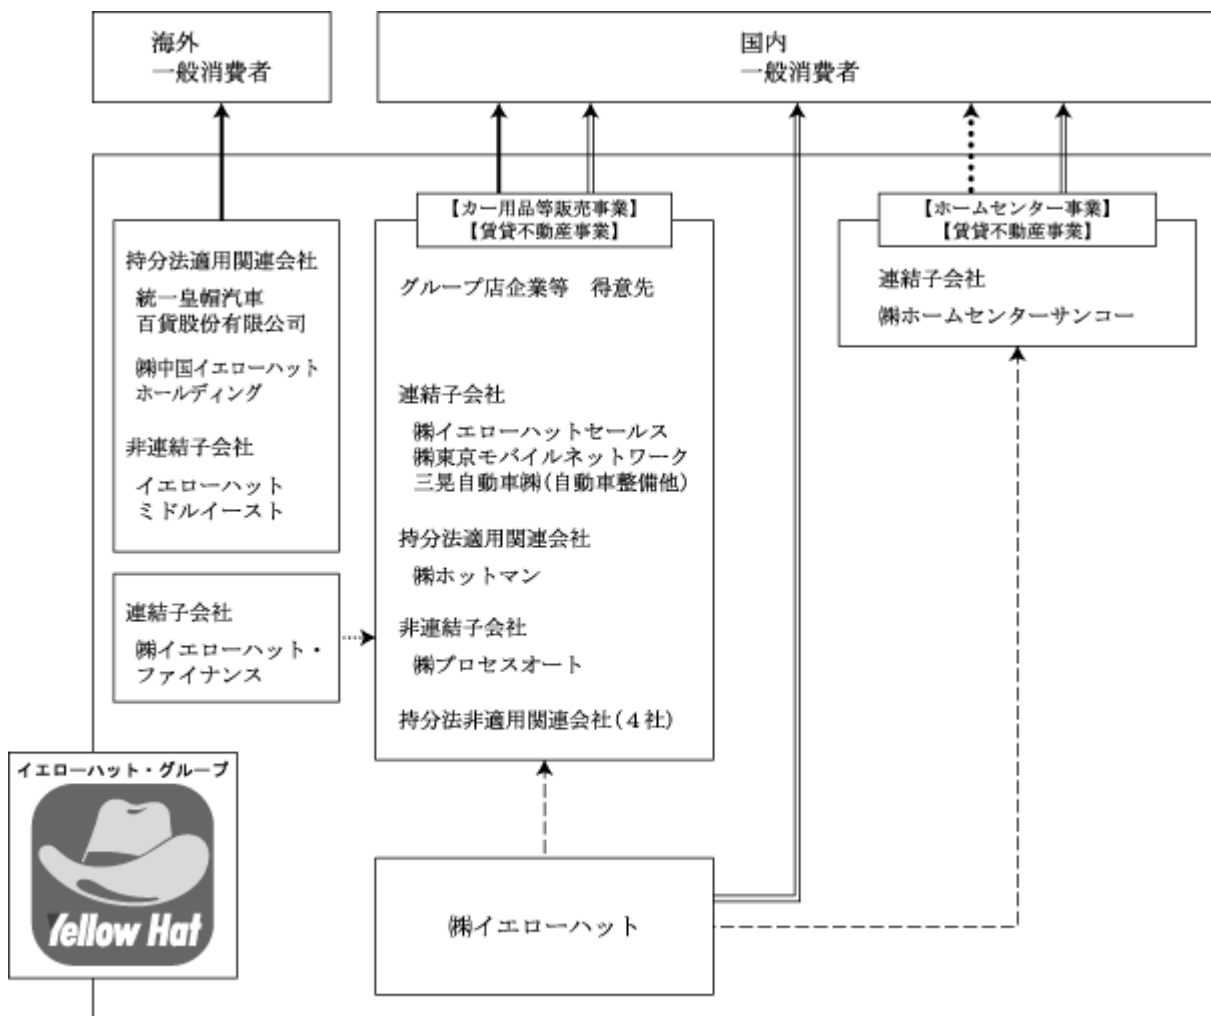 海外
一般消費者
国内
一般消費者
持分法適用関連会社
統一皇帽汽車
百貨股份有限公司
㈱中国イエローハット
ホールディング
非連結子会社
イエローハット
ミドルイースト
連結子会社
㈱イエローハット・
ファイナンス
【カー用品等販売事業】
【賃貸不動産事業】
グループ店企業等　得意先
連結子会社
㈱イエローハットセールス
㈱東京モバイルネットワーク
三晃自動車㈱(自動車整備他)
持分法適用関連会社
㈱ホットマン
非連結子会社
㈱プロセスオート
持分法非適用関連会社(４社)
【ホームセンター事業】
【賃貸不動産事業】
連結子会社
㈱ホームセンターサンコー
イエローハット・グループ
Yellow Hat
㈱イエローハット